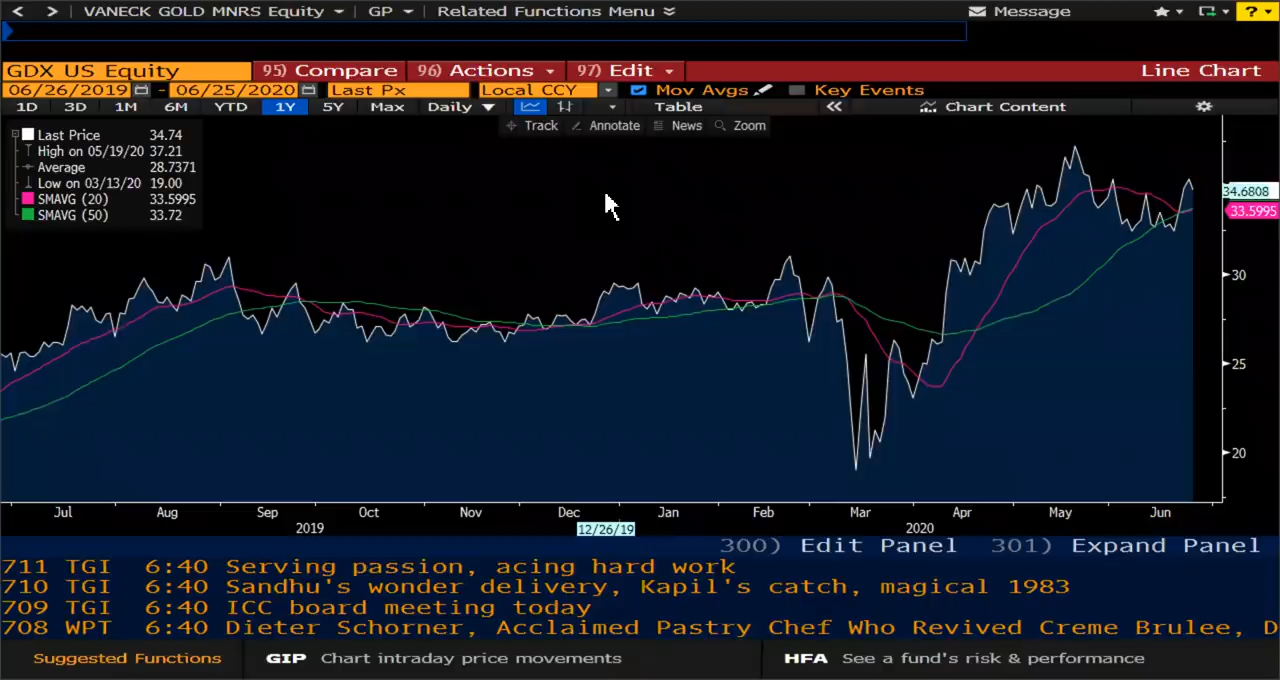 < > VANECK GOLD MNRS Equity GP Related Functions Menu Message ?
GDX US Equity 95) Compare 96) Actions 97) Edit Line Chart
06/26/2019 - 06/25/2020 Last Px Local CCY Mov Avgs Key Events
1D 3D 1M 6M YTD 1Y 5Y Max Daily Table « Chart Content
Track Annotate News Zoom
Last Price 34.74
High on 05/19/20 37.21
Average 28.7371
Low on 03/13/20 19.00
SMAVG (20) 33.5995
SMAVG (50) 33.72
34.6808
33.5995
30
25
20
Jul Aug Sep Oct Nov Dec Jan Feb Mar Apr May Jun
2019 12/26/19 2020
300) Edit Panel 301) Expand Panel
711 TGI 6:40 Serving passion, acing hard work
710 TGI 6:40 Sandhu's wonder delivery, Kapil's catch, magical 1983
709 TGI 6:40 ICC board meeting today
708 WPT 6:40 Dieter Schorner, Acclaimed Pastry Chef Who Revived Creme Brulee, D
Suggested Functions GIP Chart intraday price movements HFA See a fund's risk & performance